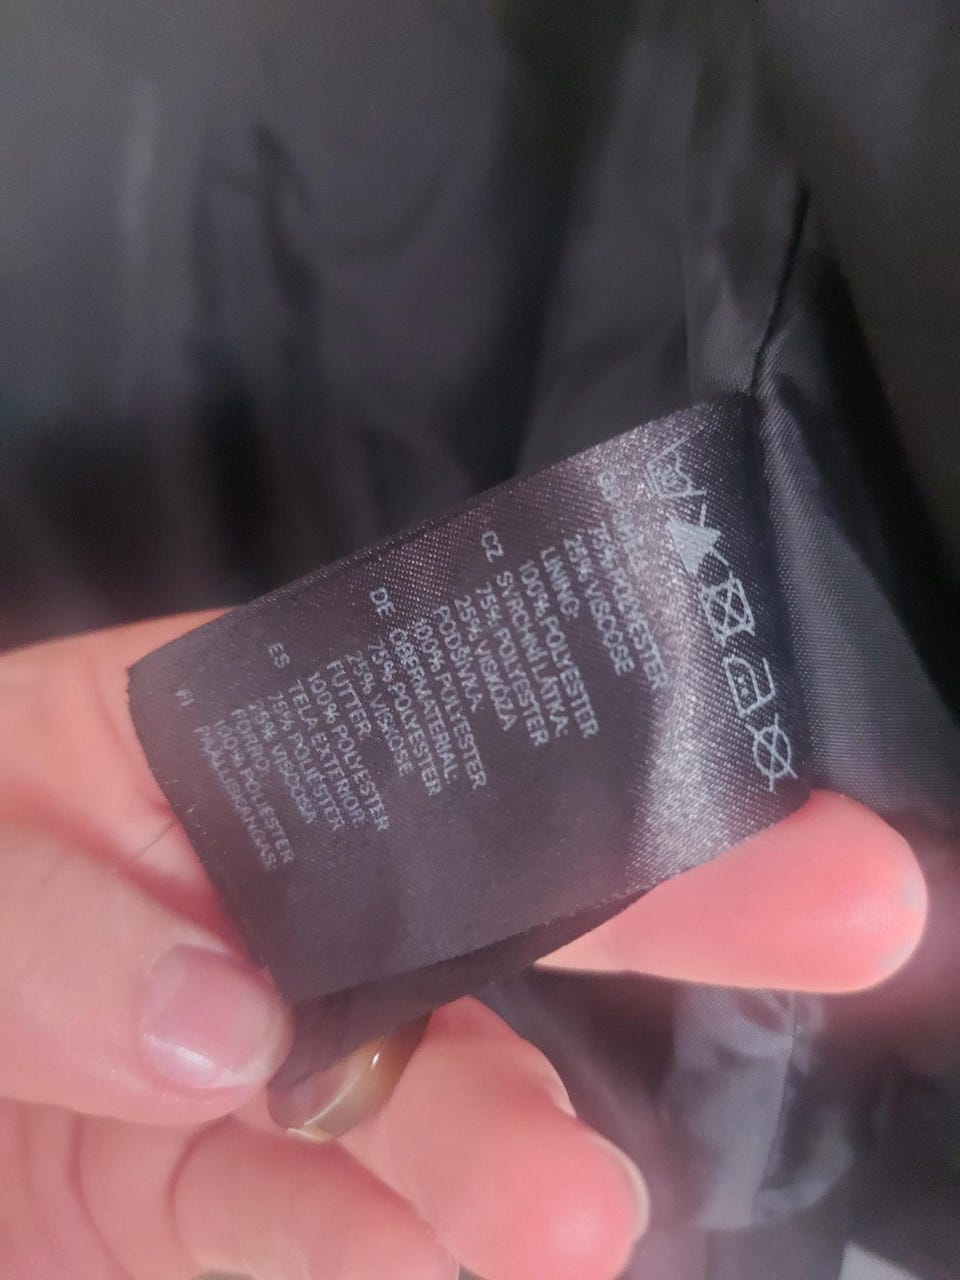 GB
75% POLYESTER
25% VISCOSE
LINING:
100% POLYESTER
CZ SVRCHNÍ LÁTKA:
75% POLYESTER
25% VISKÓZA
PODŠÍVKA:
100% POLYESTER
DE OBERMATERIAL:
75% POLYESTER
25% VISKOSE
FUTTER:
100% POLYESTER
ES TELA EXTERIOR:
75% POLIÉSTER
25% VISCOSA
FORRO:
100% POLIÉSTER
FI PÄÄLLISKANGAS: